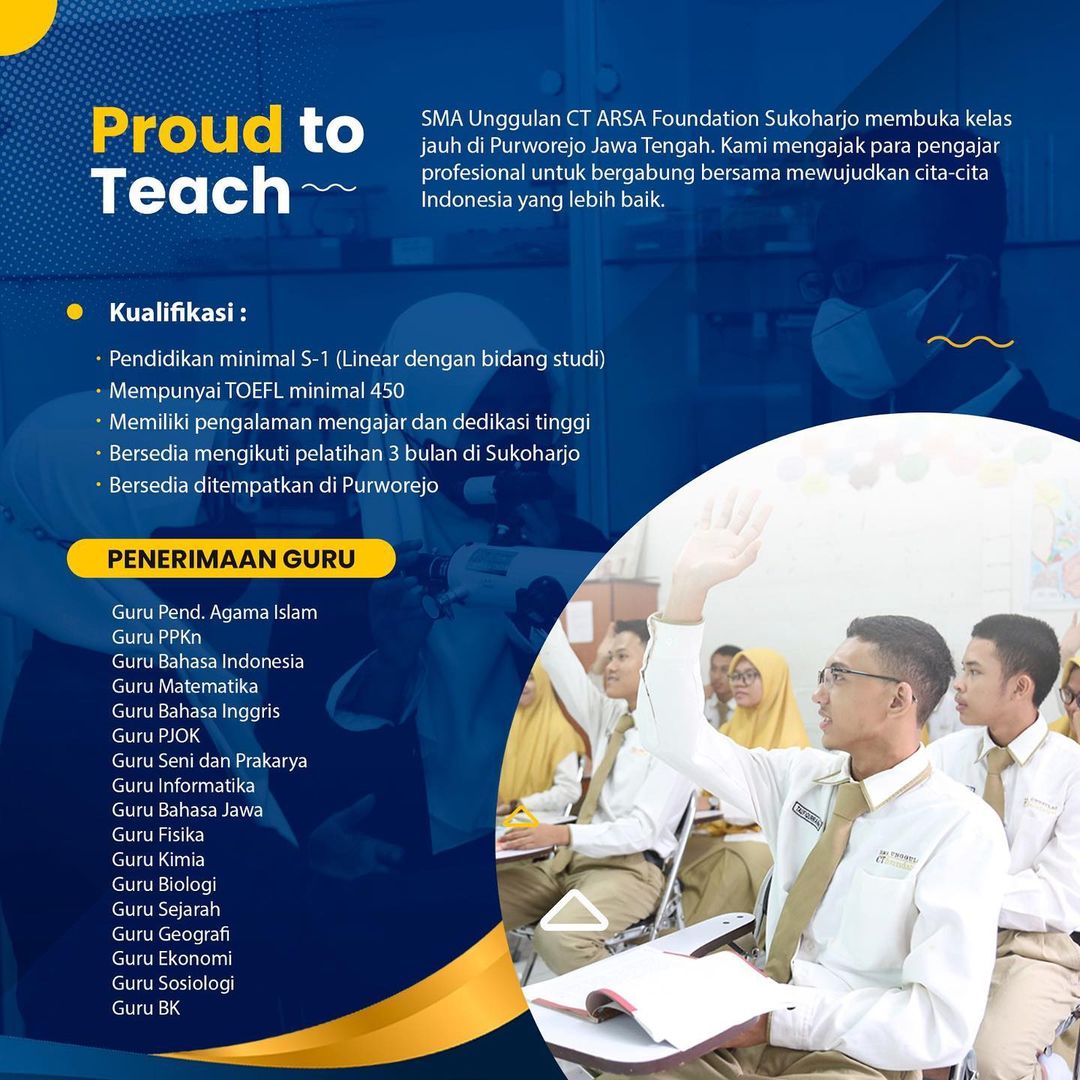 Proud to
Teach
SMA Unggulan CT ARSA Foundation Sukoharjo membuka kelas
jauh di Purworejo Jawa Tengah. Kami mengajak para pengajar
profesional untuk bergabung bersama mewujudkan cita-cita
Indonesia yang lebih baik.
Kualifikasi :
· Pendidikan minimal S-1 (Linear dengan bidang studi)
· Mempunyai TOEFL minimal 450
· Memiliki pengalaman mengajar dan dedikasi tinggi
· Bersedia mengikuti pelatihan 3 bulan di Sukoharjo
· Bersedia ditempatkan di Purworejo
PENERIMAAN GURU
Guru Pend. Agama Islam
Guru PPKn
Guru Bahasa Indonesia
Guru Matematika
Guru Bahasa Inggris
Guru PJOK
Guru Seni dan Prakarya
Guru Informatika
Guru Bahasa Jawa
Guru Fisika
Guru Kimia
Guru Biologi
Guru Sejarah
Guru Geografi
Guru Ekonomi
Guru Sosiologi
Guru BK